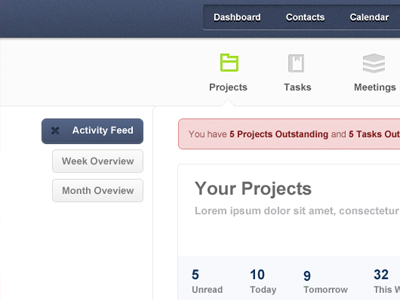 Dashboard Contacts Calendar
Projects Tasks Meetings
Activity Feed
Week Overview
Month Oveview
You have 5 Projects Outstanding and 5 Tasks Out
Your Projects
Lorem ipsum dolor sit amet, consectetur
5 10 9 32
Unread Today Tomorrow This W